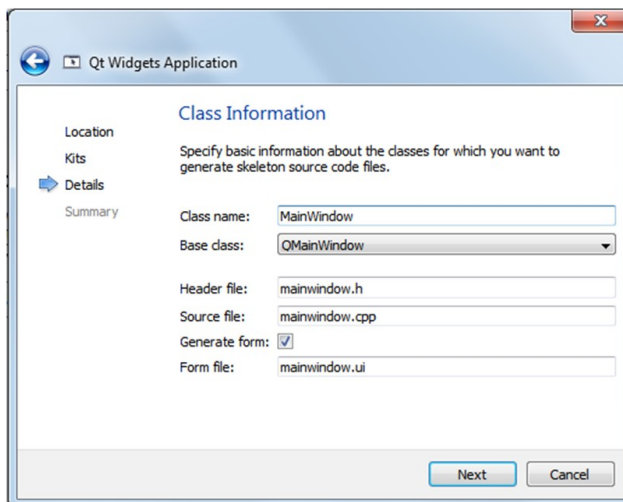 Qt Widgets Application
Location
Kits
Details
Summary
Class Information
Specify basic information about the classes for which you want to
generate skeleton source code files.
Class name: MainWindow
Base class: QMainWindow
Header file: mainwindow.h
Source file: mainwindow.cpp
Generate form:
Form file: mainwindow.ui
Next Cancel